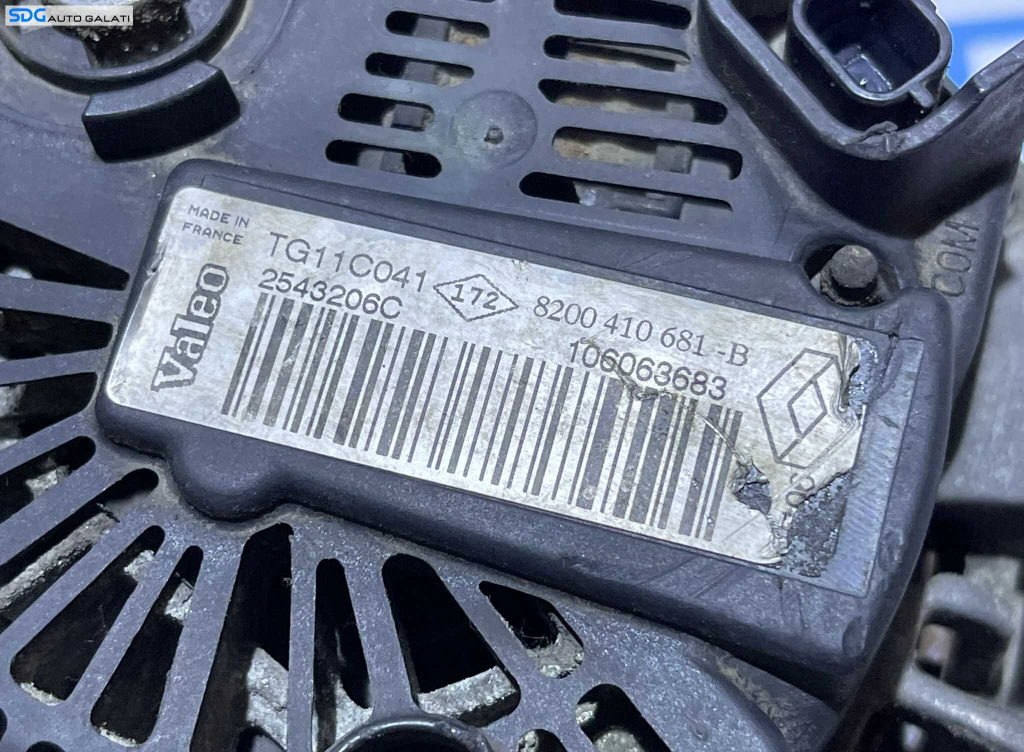 SDG AUTO GALATI
MADE IN
FRANCE
Valeo
TG11C041
2543206C
172
8200 410 681 -B
106063683
COM